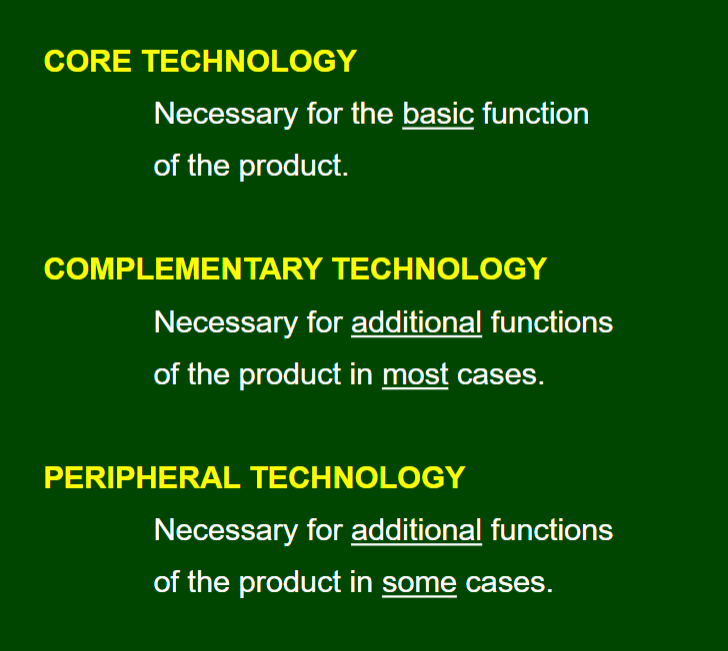 CORE TECHNOLOGY
Necessary for the basic function
of the product.
COMPLEMENTARY TECHNOLOGY
Necessary for additional functions
of the product in most cases.
PERIPHERAL TECHNOLOGY
Necessary for additional functions
of the product in some cases.